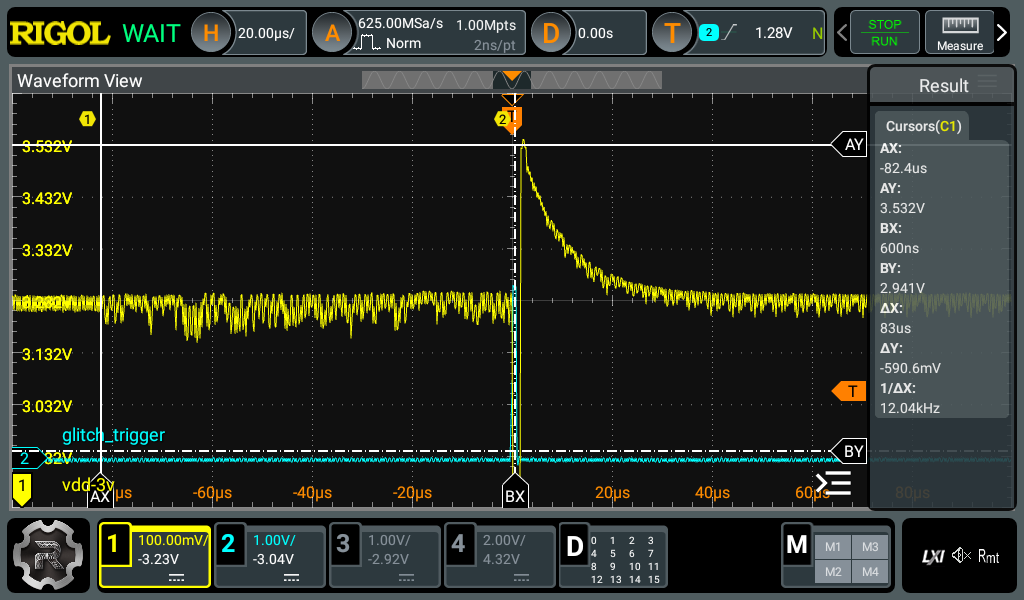 RIGOL WAIT H 20.00µs/ A 625.00MSa/s 1.00Mpts Norm 2ns/pt D 0.00s T 2 1.28V N STOP RUN Measure
Waveform View
Result
1
2
T
Cursors(C1)
3.532V
AY
AX:
-82.4us
AY:
3.532V
3.432V
BX:
600ns
3.332V
BY:
2.941V
ΔX:
83us
3.132V
ΔY:
-590.6mV
1/ΔX:
12.04kHz
T
3.032V
glitch_trigger
BY
2
1
vdd-3v
AX
µs
-60µs
-40µs
-20µs
BX
20µs
40µs
60µs
80µs
1 100.00mV/ -3.23V
2 1.00V/ -3.04V
3 1.00V/ -2.92V
4 2.00V/ 4.32V
D
0 1 2 3
4 5 6 7
8 9 10 11
12 13 14 15
M
M1 M3
M2 M4
LXI Rmt